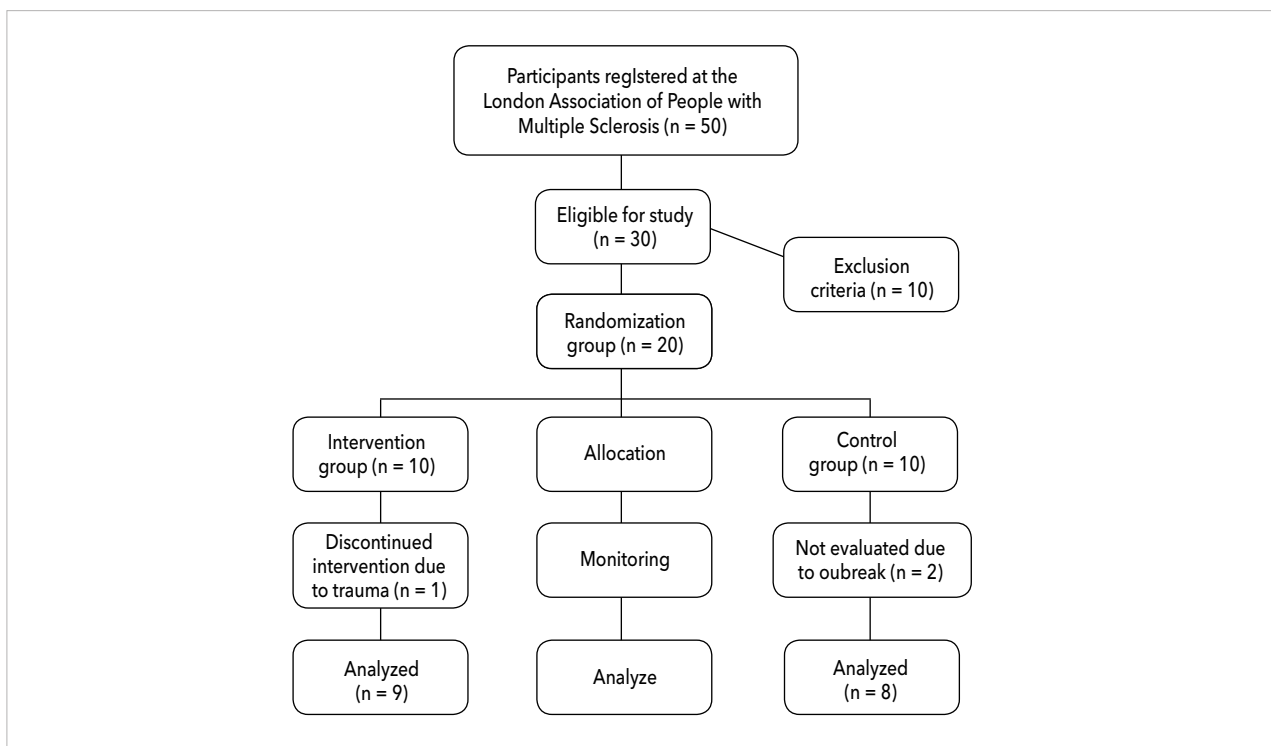 Participants reglstered at the
London Association of People with
Multiple Sclerosis (n = 50)
Eligible for study
(n = 30)
Exclusion
criteria (n = 10)
Randomization
group (n = 20)
Intervention
group (n = 10)
Allocation
Control
group (n = 10)
Discontinued
intervention due
to trauma (n = 1)
Monitoring
Not evaluated due
to oubreak (n = 2)
Analyzed
(n = 9)
Analyze
Analyzed
(n = 8)